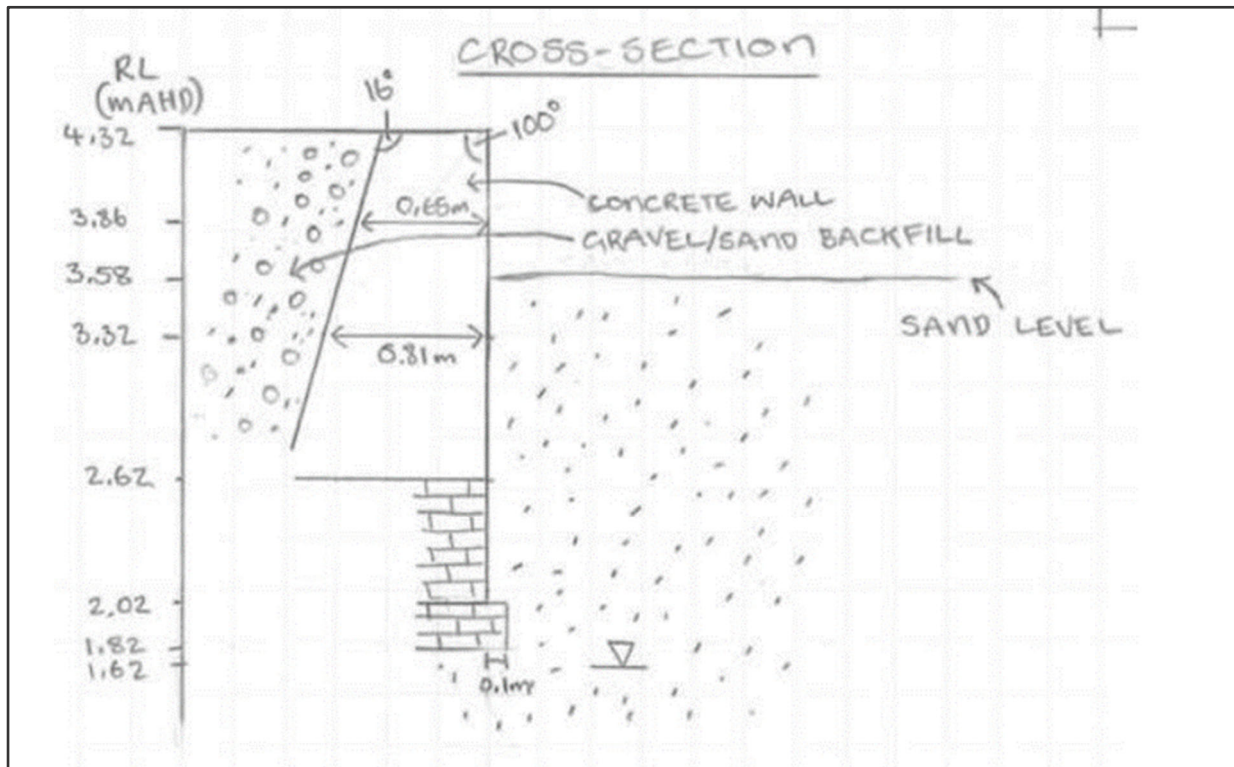 CROSS-SECTION
RL
(mAHD)
16°
100°
4.32
CONCRETE WALL
3.86
0.65m
GRAVEL/SAND BACKFILL
3.58
SAND LEVEL
3.32
0.81m
2.62
2.02
1.82
1.62
0.1m